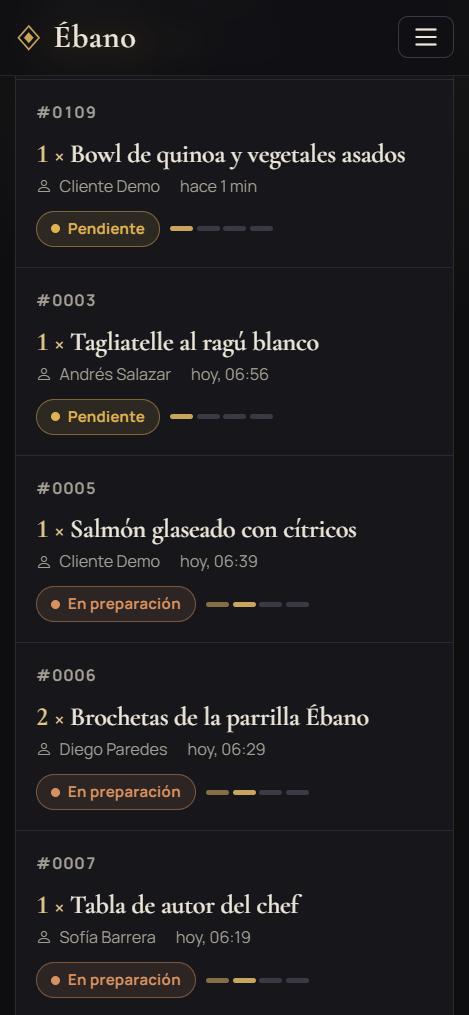 Ébano
#0109
1 × Bowl de quinoa y vegetales asados
Cliente Demo hace 1 min
Pendiente
#0003
1 × Tagliatelle al ragú blanco
Andrés Salazar hoy, 06:56
Pendiente
#0005
1 × Salmón glaseado con cítricos
Cliente Demo hoy, 06:39
En preparación
#0006
2 × Brochetas de la parrilla Ébano
Diego Paredes hoy, 06:29
En preparación
#0007
1 × Tabla de autor del chef
Sofía Barrera hoy, 06:19
En preparación